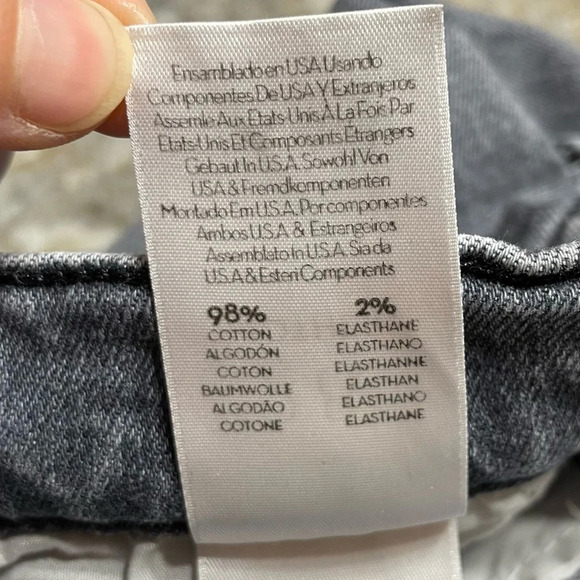 Ensamblado en USA Usando
Componentes De USA Y Extranjeros
Assemle Aux Etats-Unis À La Fois Par
Etats-Unis Et Composants Etrangers
Gebaut In U.S.A. Sowohl Von
USA & Fremdkomponenten
Montado Em U.S.A. Por componentes
Ambos USA & Estrangeiros
Assemblato In U.S.A. Sia da
U.S.A & Esteri Components
98% 2%
COTTON ELASTHANE
ALGODÓN ELASTHANO
COTON ELASTHANNE
BAUMWOLLE ELASTHAN
ALGODÃO ELASTHANO
COTONE ELASTHANE